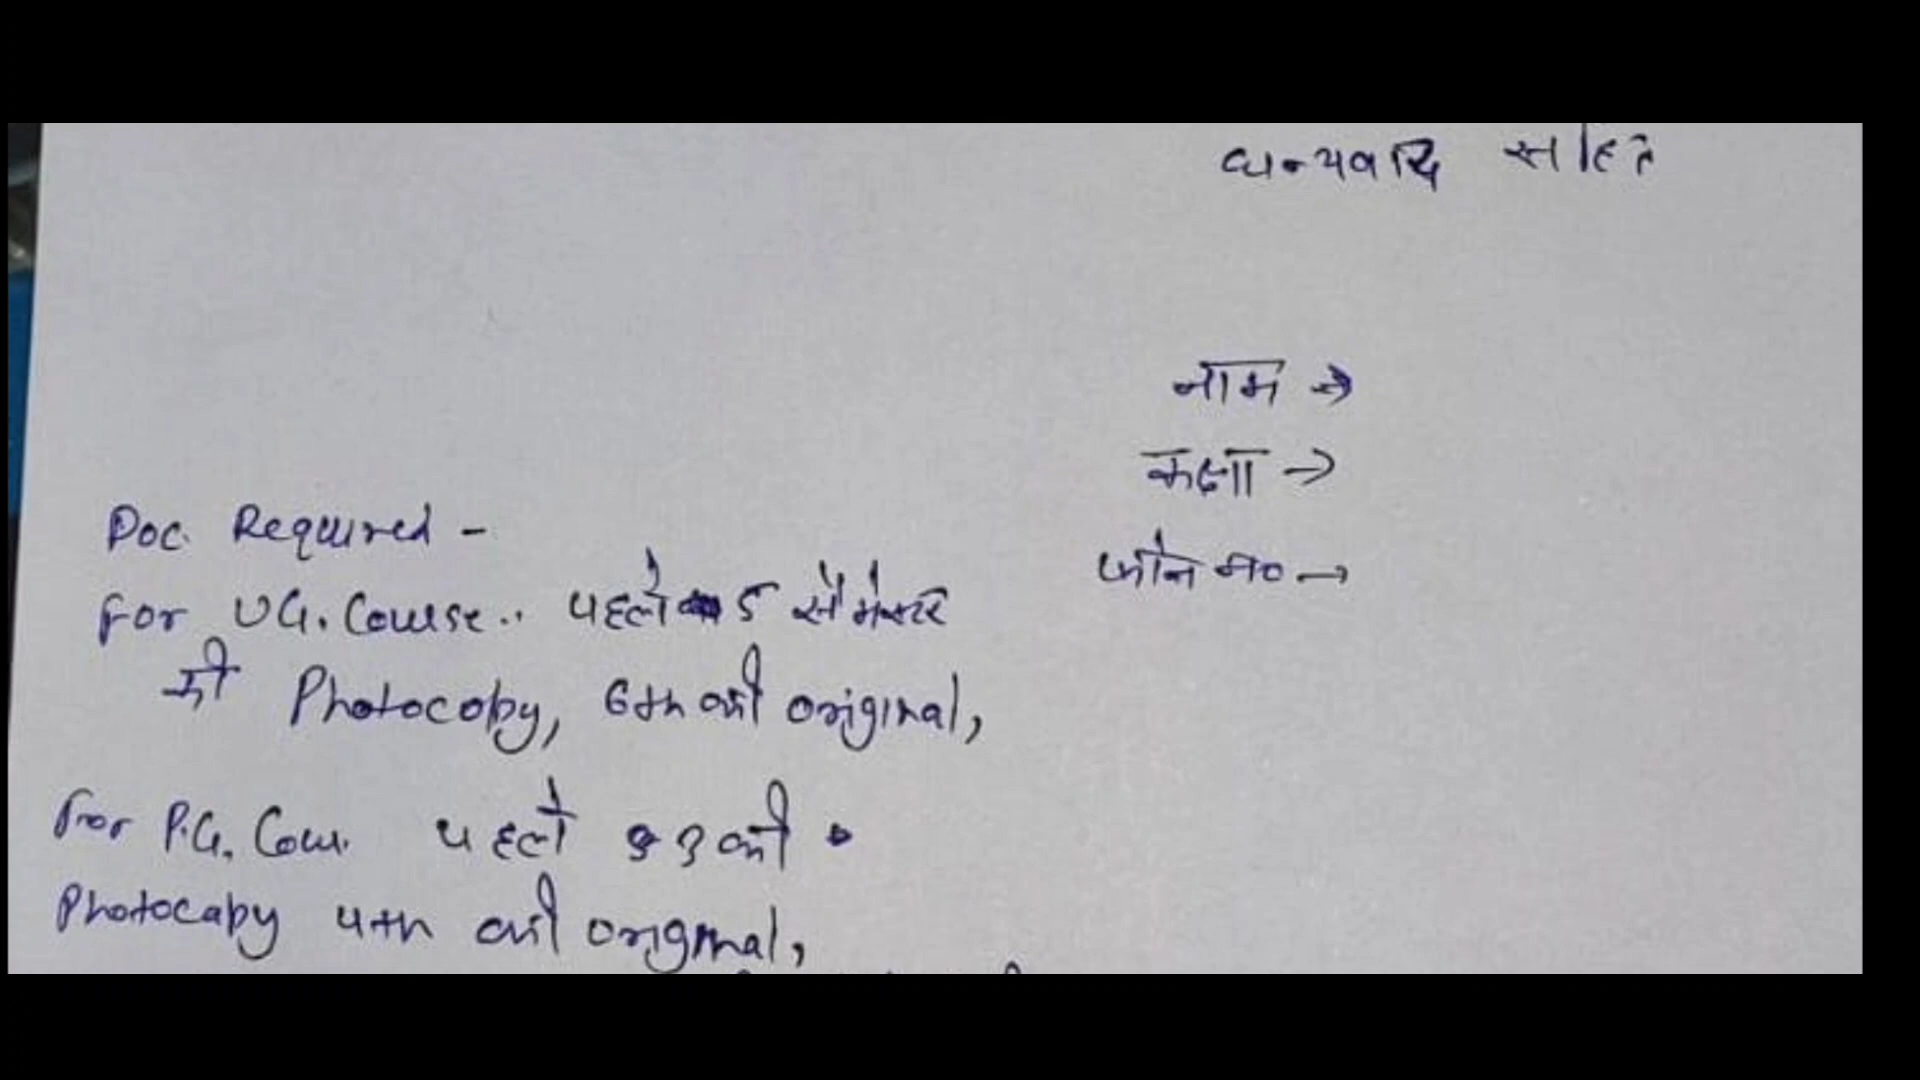 धन्यवाद सहित
नाम →
कक्षा →
फोन न० →
Doc. Required -
For UG. Course.. पहले 5 सेमेस्टर
की Photocopy, 6th की original,
For P.G. Cou. पहले 3 की
Photocopy 4th की original,